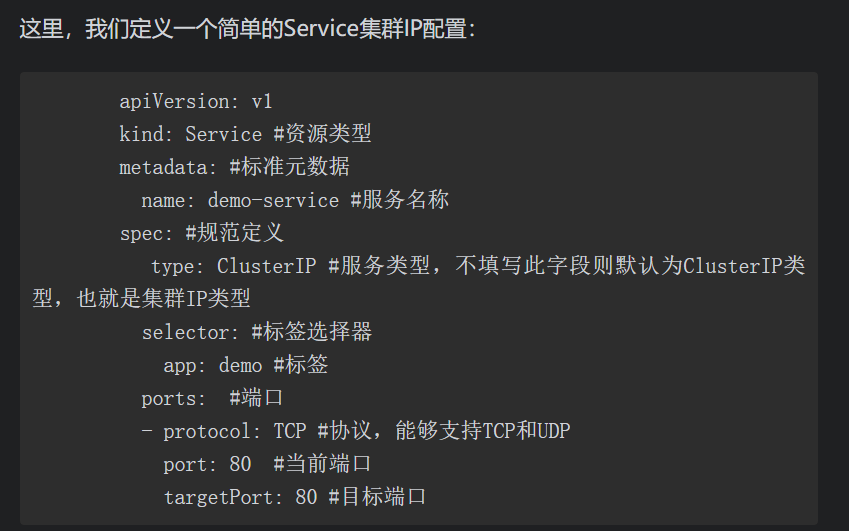 这里，我们定义一个简单的Service集群IP配置：
apiVersion: v1
kind: Service #资源类型
metadata: #标准元数据
  name: demo-service #服务名称
spec: #规范定义
   type: ClusterIP #服务类型，不填写此字段则默认为ClusterIP类
型，也就是集群IP类型
  selector: #标签选择器
    app: demo #标签
  ports:  #端口
  - protocol: TCP #协议，能够支持TCP和UDP
    port: 80  #当前端口
    targetPort: 80 #目标端口